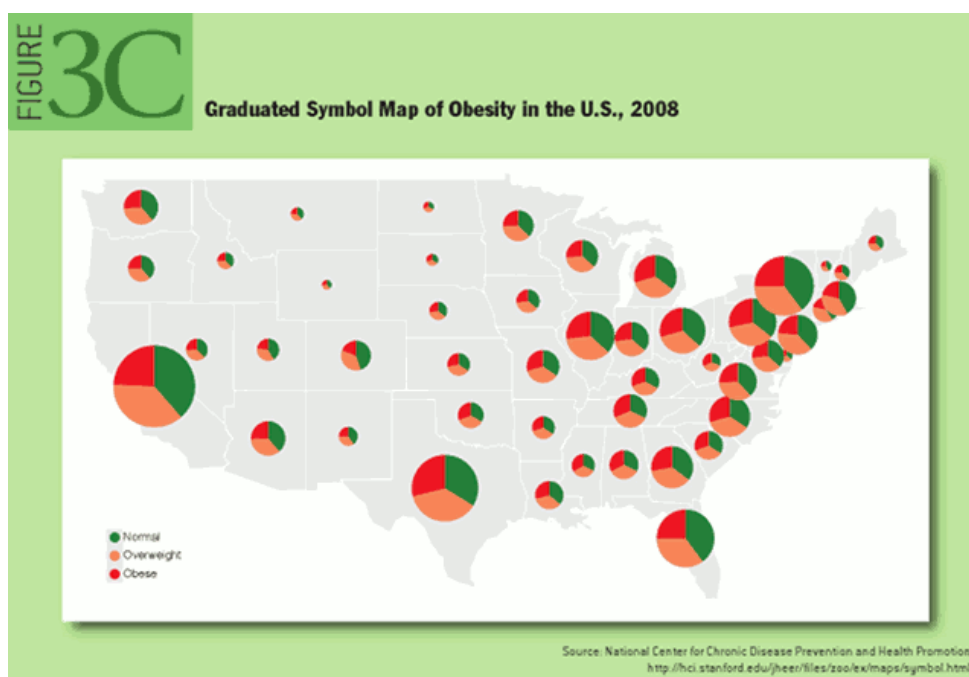 FIGURE
3C
Graduated Symbol Map of Obesity in the U.S., 2008
Normal
Overweight
Obese
Source: National Center for Chronic Disease Prevention and Health Promotion
http://hci.stanford.edu/jheer/files/zoo/ex/maps/symbol.html